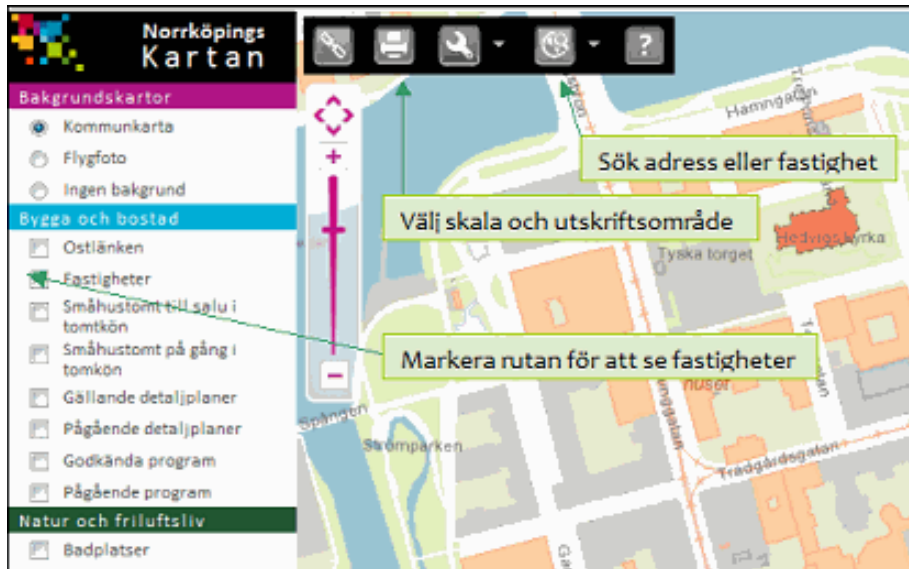 Norrköpings
Kartan
?
Bakgrundskartor
Kommunkarta
Flygfoto
Ingen bakgrund
Bygga och bostad
Ostlänken
Fastigheter
Småhustomt till salu i
tomtkön
Småhustomt på gång i
tomkön
Gällande detaljplaner
Pågående detaljplaner
Godkända program
Pågående program
Natur och friluftsliv
Badplatser
Sök adress eller fastighet
Välj skala och utskriftsområde
Markera rutan för att se fastigheter
Hamngatan
Hedvigs kyrka
Tyska torget
Spången
Strömparken
Trädgårdsgatan